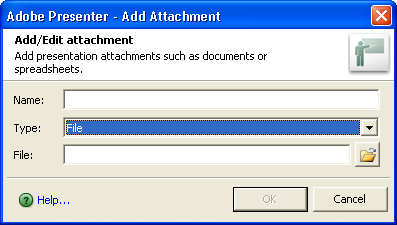 Adobe Presenter - Add Attachment
Add/Edit attachment
Add presentation attachments such as documents or
spreadsheets.
Name:
Type: File
File:
Help... OK Cancel